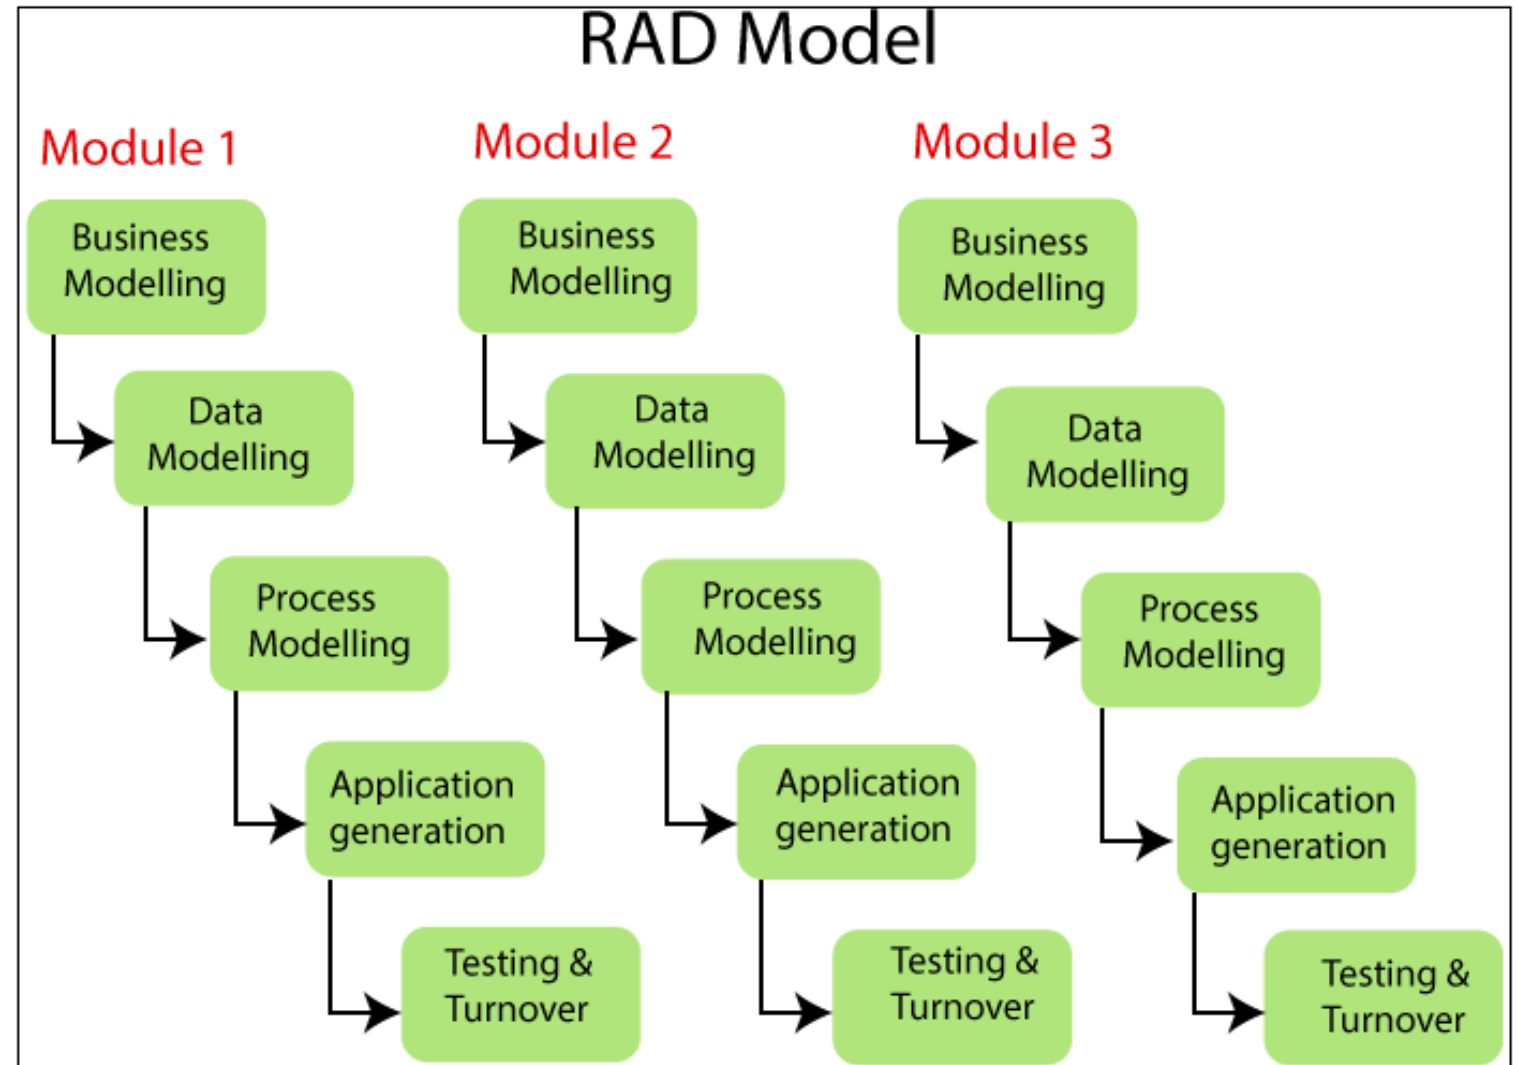 RAD Model
Module 1
Business
Modelling
Data
Modelling
Process
Modelling
Application
generation
Testing &
Turnover
Module 2
Business
Modelling
Data
Modelling
Process
Modelling
Application
generation
Testing &
Turnover
Module 3
Business
Modelling
Data
Modelling
Process
Modelling
Application
generation
Testing &
Turnover